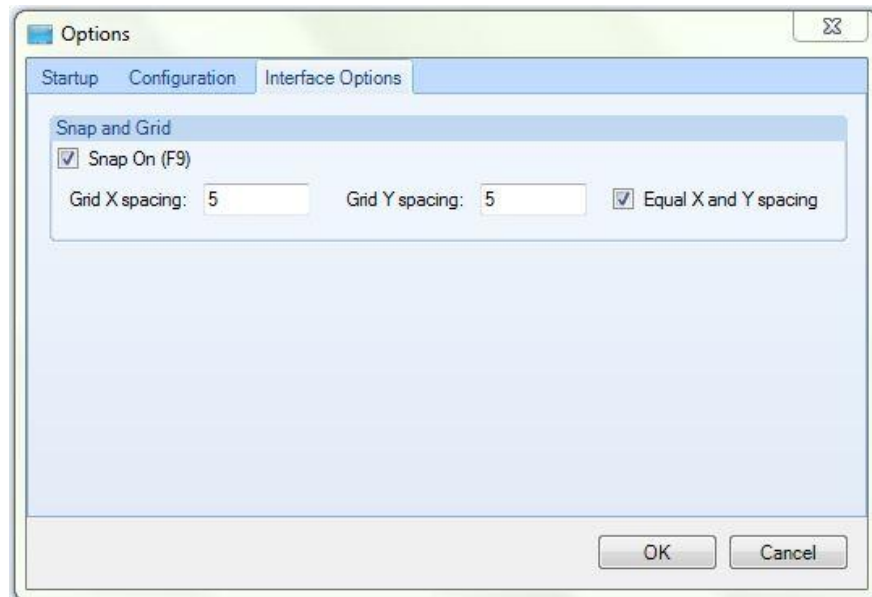 Options
Startup Configuration Interface Options
Snap and Grid
Snap On (F9)
Grid X spacing: 5 Grid Y spacing: 5 Equal X and Y spacing
OK Cancel